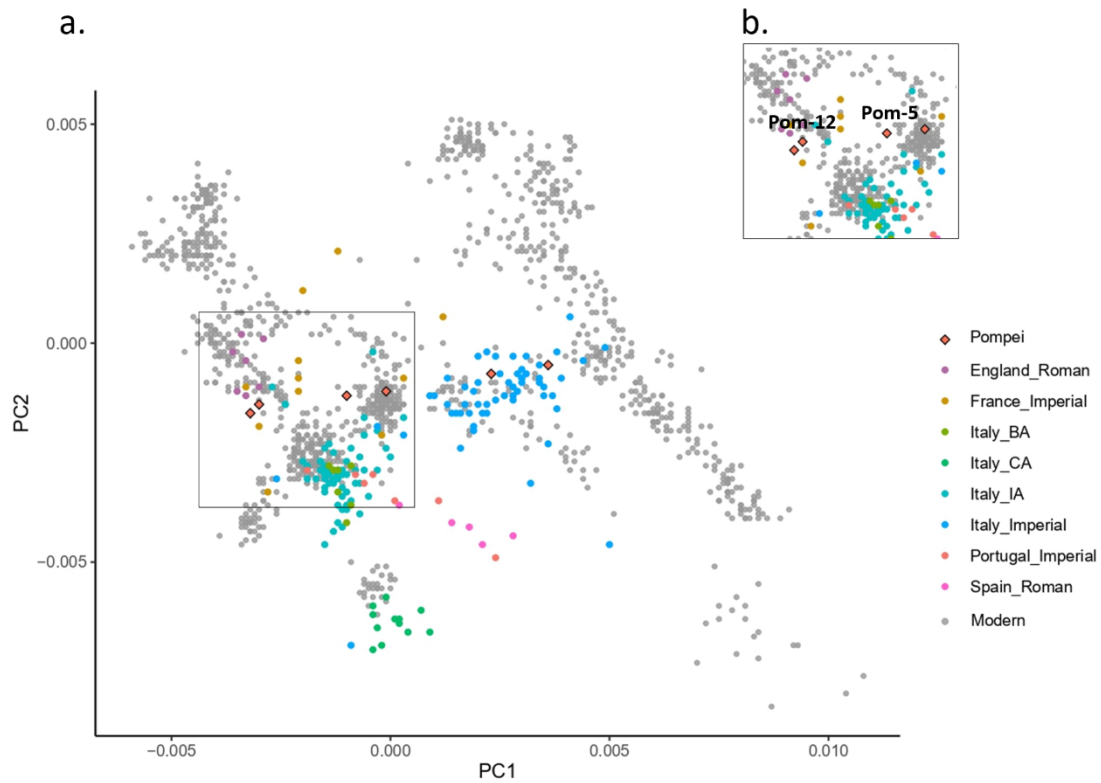 a.
b.
Pom-12
Pom-5
0.005
0.000
−0.005
PC2
−0.005
0.000
0.005
0.010
PC1
Pompei
England_Roman
France_Imperial
Italy_BA
Italy_CA
Italy_IA
Italy_Imperial
Portugal_Imperial
Spain_Roman
Modern